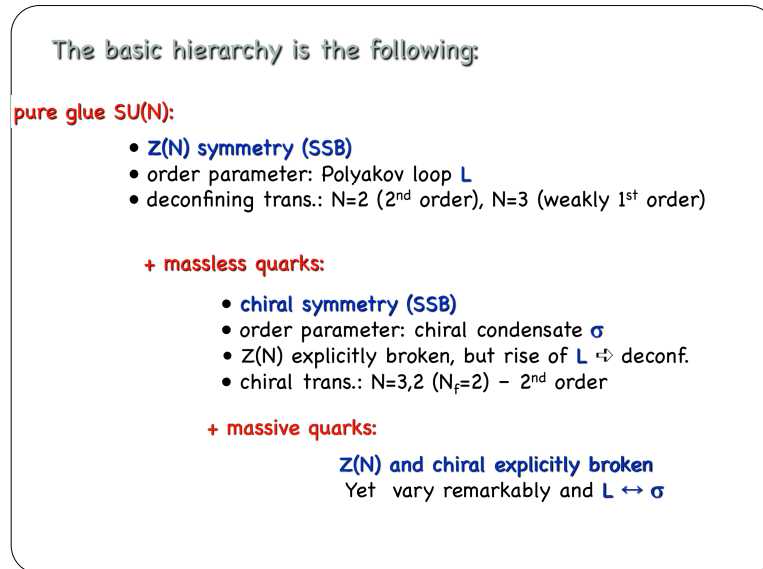 The basic hierarchy is the following:
pure glue SU(N):
• Z(N) symmetry (SSB)
• order parameter: Polyakov loop L
• deconfining trans.: N=2 (2nd order), N=3 (weakly 1st order)
+ massless quarks:
• chiral symmetry (SSB)
• order parameter: chiral condensate σ
• Z(N) explicitly broken, but rise of L ➪ deconf.
• chiral trans.: N=3,2 (Nf=2) – 2nd order
+ massive quarks:
Z(N) and chiral explicitly broken
Yet vary remarkably and L ↔ σ